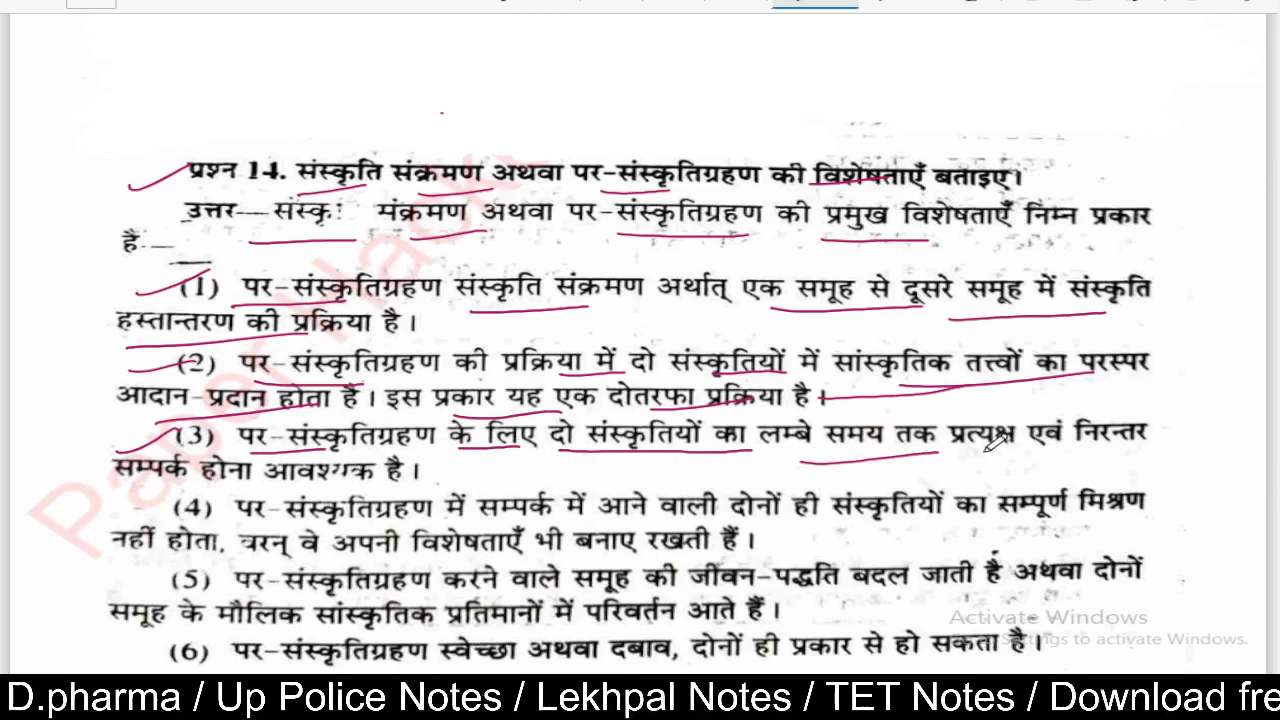 प्रश्न 14. संस्कृति संक्रमण अथवा पर-संस्कृतिग्रहण की विशेषताएँ बताइए।
उत्तर— मंक्रमण अथवा पर-संस्कृतिग्रहण की प्रमुख विशेषताएँ निम्न प्रकार
है—
(1) पर-संस्कृतिग्रहण संस्कृति संक्रमण अर्थात् एक समूह से दूसरे समूह में संस्कृति
हस्तान्तरण की प्रक्रिया है।
(2) पर-संस्कृतिग्रहण की प्रक्रिया में दो संस्कृतियों में सांस्कृतिक तत्त्वों का परस्पर
आदान-प्रदान होता है। इस प्रकार यह एक दोतरफा प्रक्रिया है।
(3) पर-संस्कृतिग्रहण के लिए दो संस्कृतियों का लम्बे समय तक प्रत्यक्ष एवं निरन्तर
सम्पर्क होना आवश्यक है।
(4) पर-संस्कृतिग्रहण में सम्पर्क में आने वाली दोनों ही संस्कृतियों का सम्पूर्ण मिश्रण
नहीं होता, वरन् वे अपनी विशेषताएँ भी बनाए रखती हैं।
(5) पर-संस्कृतिग्रहण करने वाले समूह की जीवन-पद्धति बदल जाती है अथवा दोनों
समूह के मौलिक सांस्कृतिक प्रतिमानों में परिवर्तन आते हैं।
Activate Windows
to activate Windows.
(6) पर-संस्कृतिग्रहण स्वेच्छा अथवा दबाव, दोनों ही प्रकार से हो सकता है।
D.pharma / Up Police Notes / Lekhpal Notes / TET Notes / Download fre